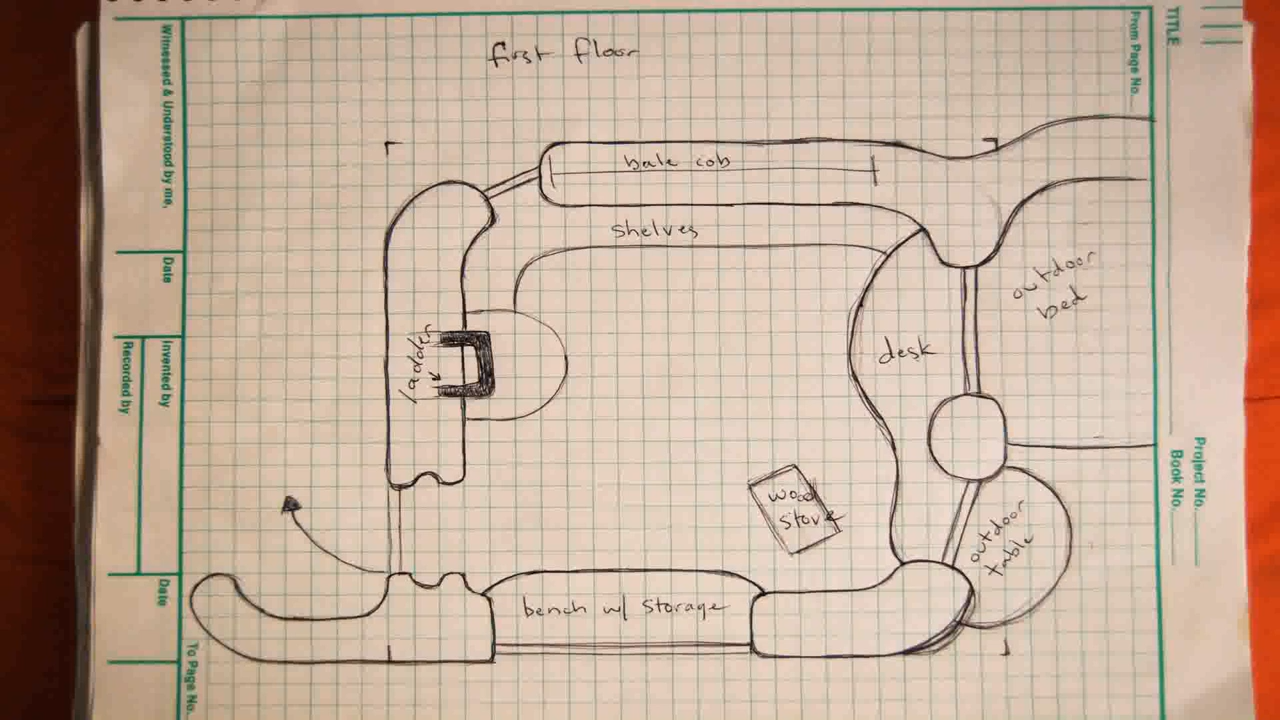 first floor
bale cob
shelves
outdoor
bed
ladder
desk
wood
stove
outdoor
table
bench w/ storage
TITLE
From Page No.
Project No.
Book No.
Witnessed & Understood by me,
Date
Invented by
Recorded by
Date
To Page No.